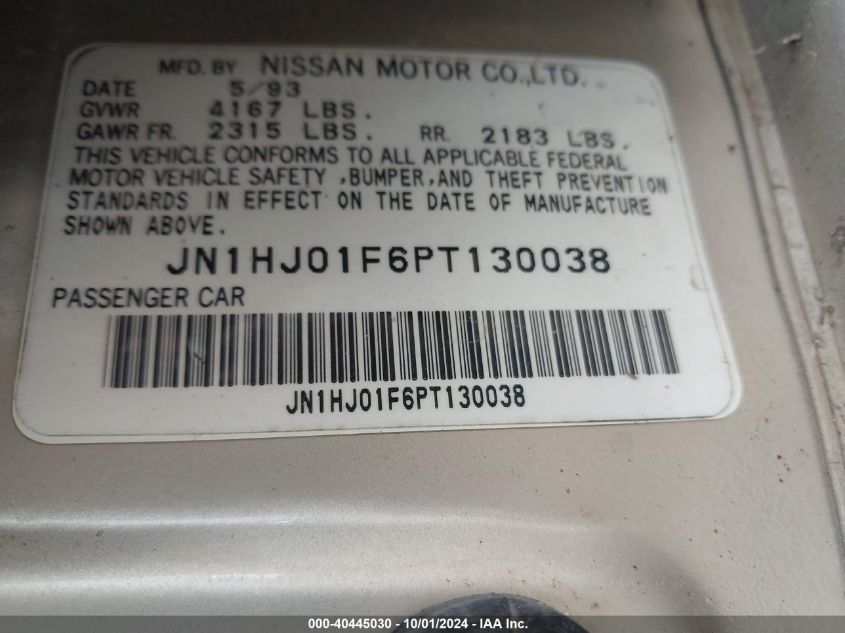 MFD. BY NISSAN MOTOR CO.,LTD.
DATE 5/93
GVWR 4167 LBS.
GAWR FR. 2315 LBS. RR. 2183 LBS.
THIS VEHICLE CONFORMS TO ALL APPLICABLE FEDERAL
MOTOR VEHICLE SAFETY ,BUMPER,AND THEFT PREVENTION
STANDARDS IN EFFECT ON THE DATE OF MANUFACTURE
SHOWN ABOVE.
JN1HJ01F6PT130038
PASSENGER CAR
JN1HJ01F6PT130038
000-40445030 - 10/01/2024 - IAA Inc.